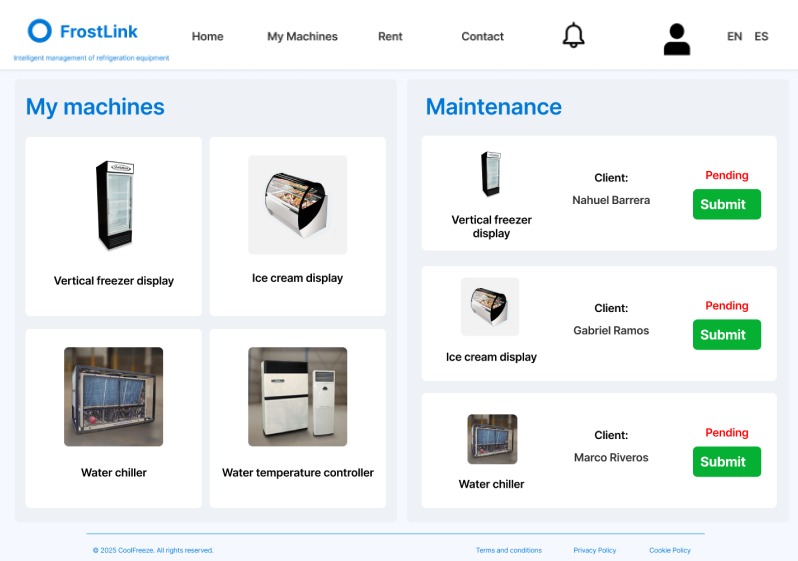 FrostLink
Intelligent management of refrigeration equipment
Home
My Machines
Rent
Contact
EN
ES
My machines
Vertical freezer display
Ice cream display
Water chiller
Water temperature controller
Maintenance
Vertical freezer
display
Client:
Nahuel Barrera
Pending
Submit
Ice cream display
Client:
Gabriel Ramos
Pending
Submit
Water chiller
Client:
Marco Riveros
Pending
Submit
© 2025 CoolFreeze. All rights reserved.
Terms and conditions
Privacy Policy
Cookie Policy